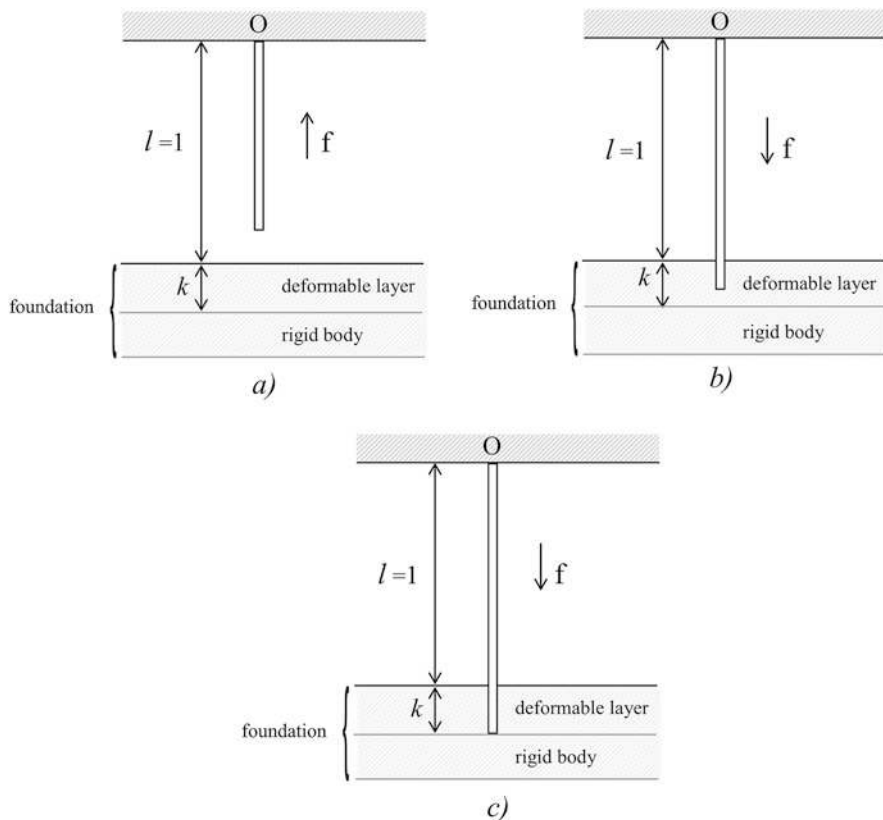 O
l=1
f
k
deformable layer
foundation
rigid body
a)
O
l=1
f
k
deformable layer
foundation
rigid body
b)
O
l=1
f
k
deformable layer
foundation
rigid body
c)